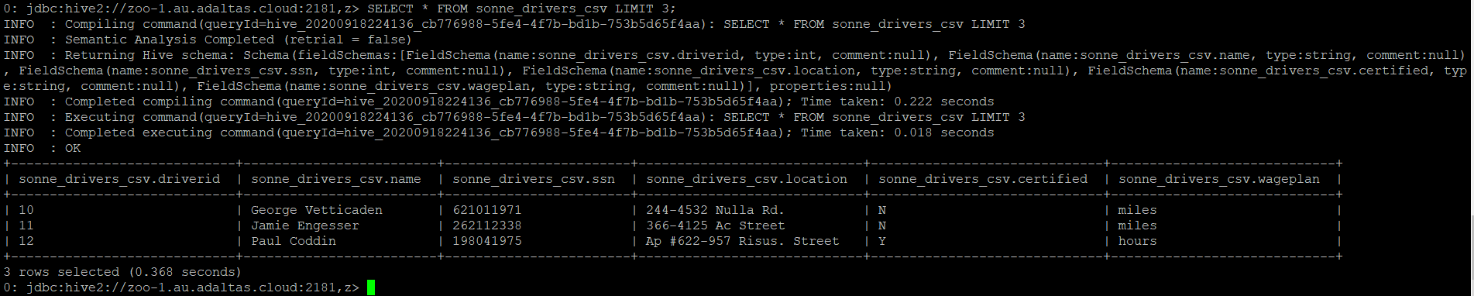 0: jdbc:hive2://zoo-1.au.adaltas.cloud:2181,z> SELECT * FROM sonne_drivers_csv LIMIT 3;
INFO  : Compiling command(queryId=hive_20200918224136_cb776988-5fe4-4f7b-bd1b-753b5d65f4aa): SELECT * FROM sonne_drivers_csv LIMIT 3
INFO  : Semantic Analysis Completed (retrial = false)
INFO  : Returning Hive schema: Schema(fieldSchemas:[FieldSchema(name:sonne_drivers_csv.driverid, type:int, comment:null), FieldSchema(name:sonne_drivers_csv.name, type:string, comment:null)
, FieldSchema(name:sonne_drivers_csv.ssn, type:int, comment:null), FieldSchema(name:sonne_drivers_csv.location, type:string, comment:null), FieldSchema(name:sonne_drivers_csv.certified, typ
e:string, comment:null), FieldSchema(name:sonne_drivers_csv.wageplan, type:string, comment:null)], properties:null)
INFO  : Completed compiling command(queryId=hive_20200918224136_cb776988-5fe4-4f7b-bd1b-753b5d65f4aa); Time taken: 0.222 seconds
INFO  : Executing command(queryId=hive_20200918224136_cb776988-5fe4-4f7b-bd1b-753b5d65f4aa): SELECT * FROM sonne_drivers_csv LIMIT 3
INFO  : Completed executing command(queryId=hive_20200918224136_cb776988-5fe4-4f7b-bd1b-753b5d65f4aa); Time taken: 0.018 seconds
INFO  : OK
| sonne_drivers_csv.driverid | sonne_drivers_csv.name | sonne_drivers_csv.ssn | sonne_drivers_csv.location | sonne_drivers_csv.certified | sonne_drivers_csv.wageplan |
| 10 | George Vetticaden | 621011971 | 244-4532 Nulla Rd. | N | miles |
| 11 | Jamie Engesser | 262112338 | 366-4125 Ac Street | N | miles |
| 12 | Paul Coddin | 198041975 | Ap #622-957 Risus. Street | Y | hours |
3 rows selected (0.368 seconds)
0: jdbc:hive2://zoo-1.au.adaltas.cloud:2181,z>